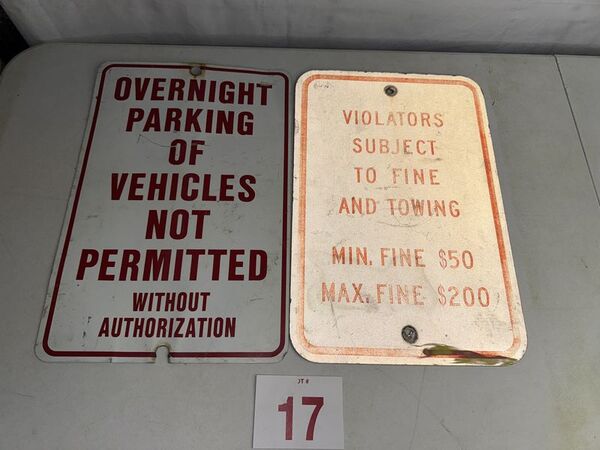 OVERNIGHT
PARKING
OF
VEHICLES
NOT
PERMITTED
WITHOUT
AUTHORIZATION
VIOLATORS
SUBJECT
TO FINE
AND TOWING
MIN. FINE $50
MAX. FINE $200
17